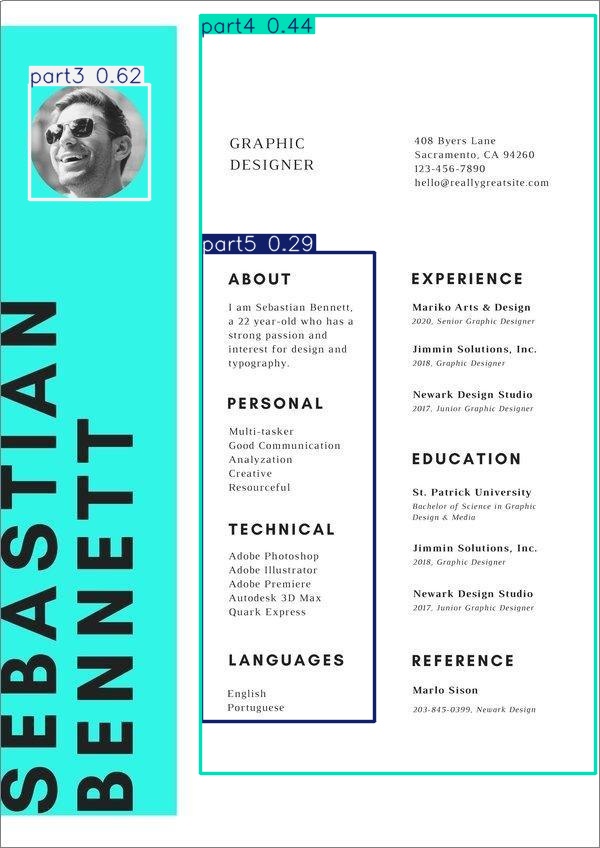 part4 0.44
part3 0.62
SEBASTIAN
BENNETT
GRAPHIC
DESIGNER
408 Byers Lane
Sacramento, CA 94260
123-456-7890
hello@reallygreatsite.com
part5 0.29
ABOUT
I am Sebastian Bennett,
a 22 year-old who has a
strong passion and
interest for design and
typography.
PERSONAL
Multi-tasker
Good Communication
Analyzation
Creative
Resourceful
TECHNICAL
Adobe Photoshop
Adobe Illustrator
Adobe Premiere
Autodesk 3D Max
Quark Express
LANGUAGES
English
Portuguese
EXPERIENCE
Mariko Arts & Design
2020, Senior Graphic Designer
Jimmin Solutions, Inc.
2018, Graphic Designer
Newark Design Studio
2017, Junior Graphic Designer
EDUCATION
St. Patrick University
Bachelor of Science in Graphic
Design & Media
Jimmin Solutions, Inc.
2018, Graphic Designer
Newark Design Studio
2017, Junior Graphic Designer
REFERENCE
Marlo Sison
203-845-0399, Newark Design